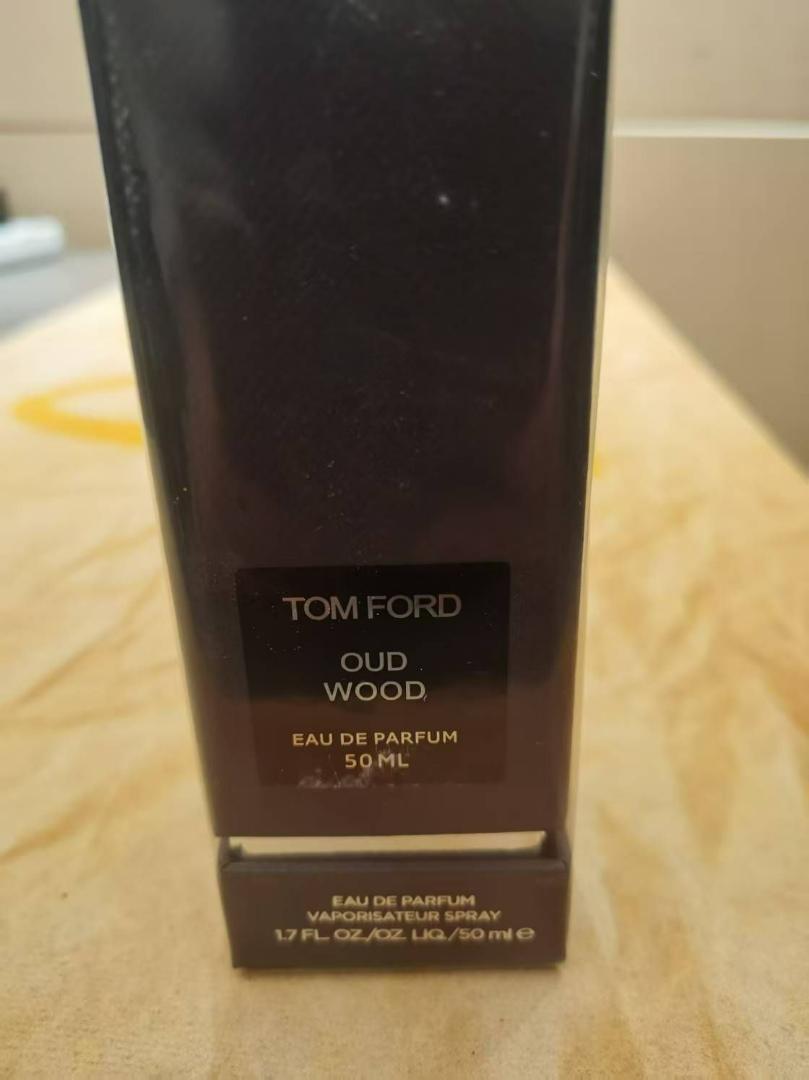 TOM FORD
OUD
WOOD
EAU DE PARFUM
50 ML
EAU DE PARFUM
VAPORISATEUR SPRAY
1.7 FL. OZ./OZ. LIQ./50 ml ℮